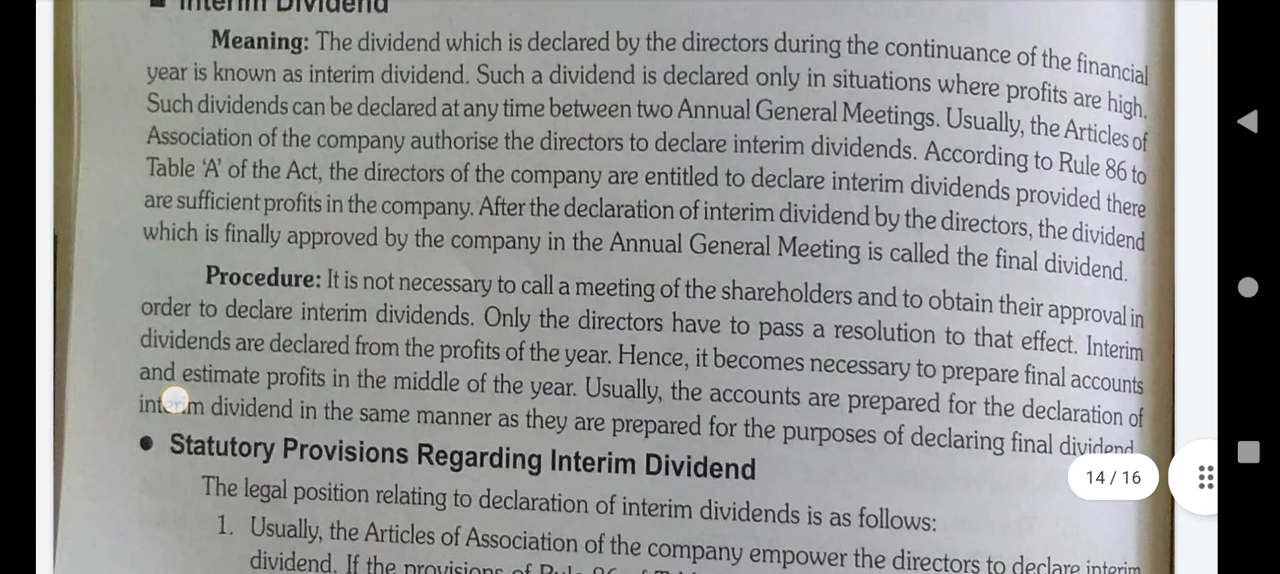 ■ Interim Dividend
Meaning: The dividend which is declared by the directors during the continuance of the financial
year is known as interim dividend. Such a dividend is declared only in situations where profits are high.
Such dividends can be declared at any time between two Annual General Meetings. Usually, the Articles of
Association of the company authorise the directors to declare interim dividends. According to Rule 86 to
Table ‘A’ of the Act, the directors of the company are entitled to declare interim dividends provided there
are sufficient profits in the company. After the declaration of interim dividend by the directors, the dividend
which is finally approved by the company in the Annual General Meeting is called the final dividend.
Procedure: It is not necessary to call a meeting of the shareholders and to obtain their approval in
order to declare interim dividends. Only the directors have to pass a resolution to that effect. Interim
dividends are declared from the profits of the year. Hence, it becomes necessary to prepare final accounts
and estimate profits in the middle of the year. Usually, the accounts are prepared for the declaration of
interim dividend in the same manner as they are prepared for the purposes of declaring final dividend
● Statutory Provisions Regarding Interim Dividend
14 / 16
The legal position relating to declaration of interim dividends is as follows:
1. Usually, the Articles of Association of the company empower the directors to declare interim
dividend. If the provisions of Rule 86 of